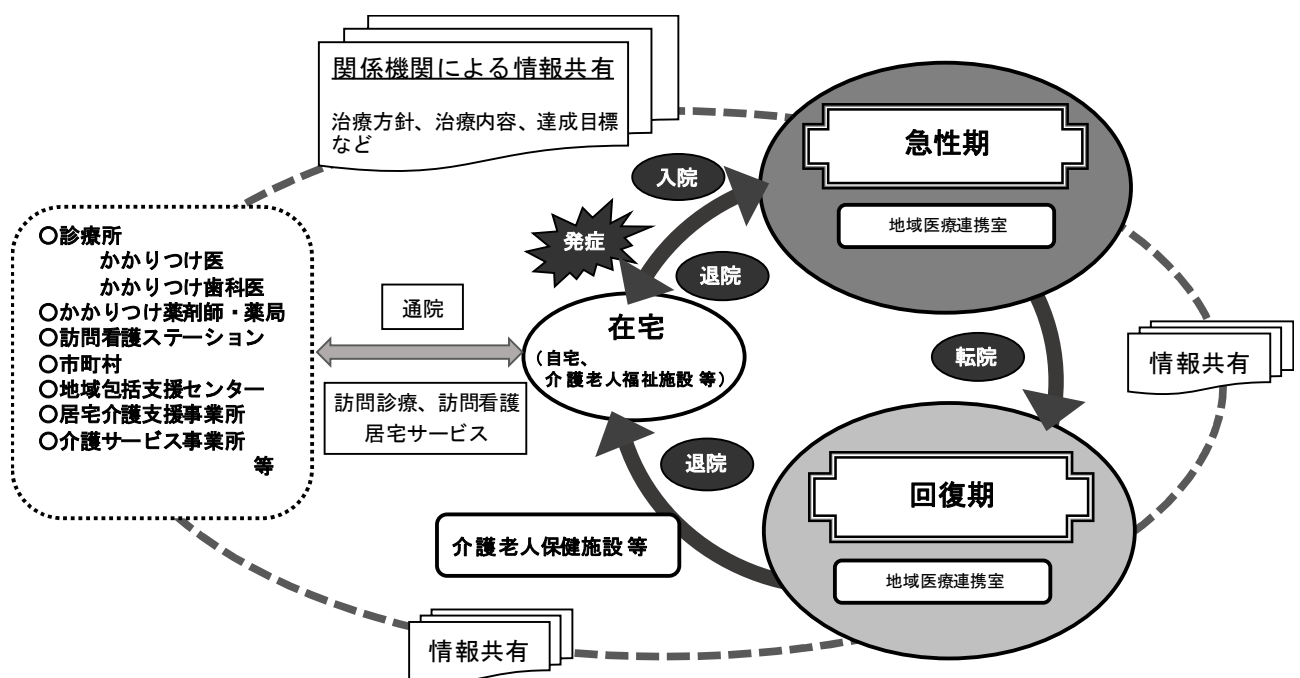 関係機関による情報共有
治療方針、治療内容、達成目標
など
急性期
地域医療連携室
入院
発症
退院
〇診療所
かかりつけ医
かかりつけ歯科医
〇かかりつけ薬剤師・薬局
〇訪問看護ステーション
〇市町村
〇地域包括支援センター
〇居宅介護支援事業所
〇介護サービス事業所
等
通院
訪問診療、訪問看護
居宅サービス
在宅
（自宅、
介護老人福祉施設等）
転院
情報共有
退院
回復期
地域医療連携室
介護老人保健施設等
情報共有